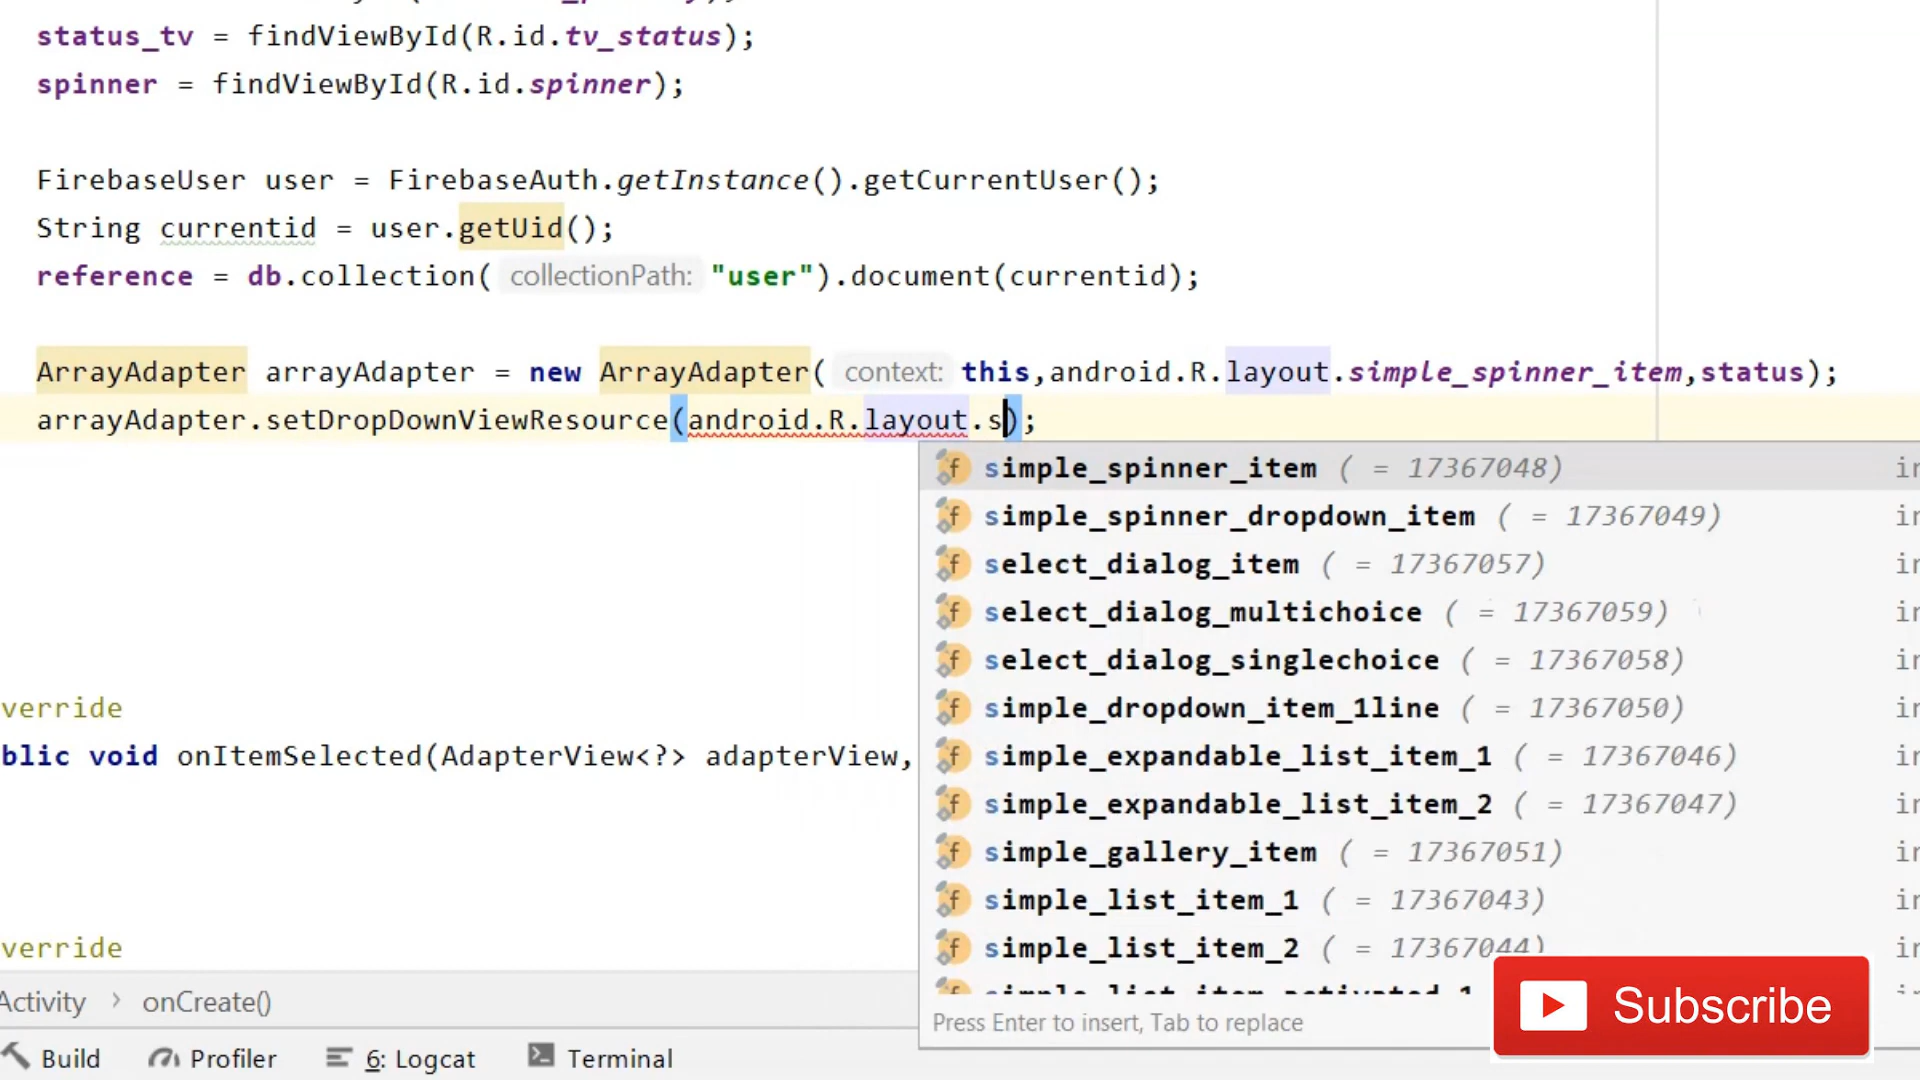 status_tv = findViewById(R.id.tv_status);
spinner = findViewById(R.id.spinner);
FirebaseUser user = FirebaseAuth.getInstance().getCurrentUser();
String currentid = user.getUid();
reference = db.collection( collectionPath: "user").document(currentid);
ArrayAdapter arrayAdapter = new ArrayAdapter( context: this,android.R.layout.simple_spinner_item,status);
arrayAdapter.setDropDownViewResource(android.R.layout.s);
simple_spinner_item ( = 17367048)
simple_spinner_dropdown_item ( = 17367049)
select_dialog_item ( = 17367057)
select_dialog_multichoice ( = 17367059)
select_dialog_singlechoice ( = 17367058)
verride
simple_dropdown_item_1line ( = 17367050)
blic void onItemSelected(AdapterView<?> adapterView,
simple_expandable_list_item_1 ( = 17367046)
simple_expandable_list_item_2 ( = 17367047)
simple_gallery_item ( = 17367051)
simple_list_item_1 ( = 17367043)
verride
simple_list_item_2 ( = 17367044)
simple_list_item_activated_1
Activity > onCreate()
Press Enter to insert, Tab to replace
Subscribe
Build Profiler 6: Logcat Terminal